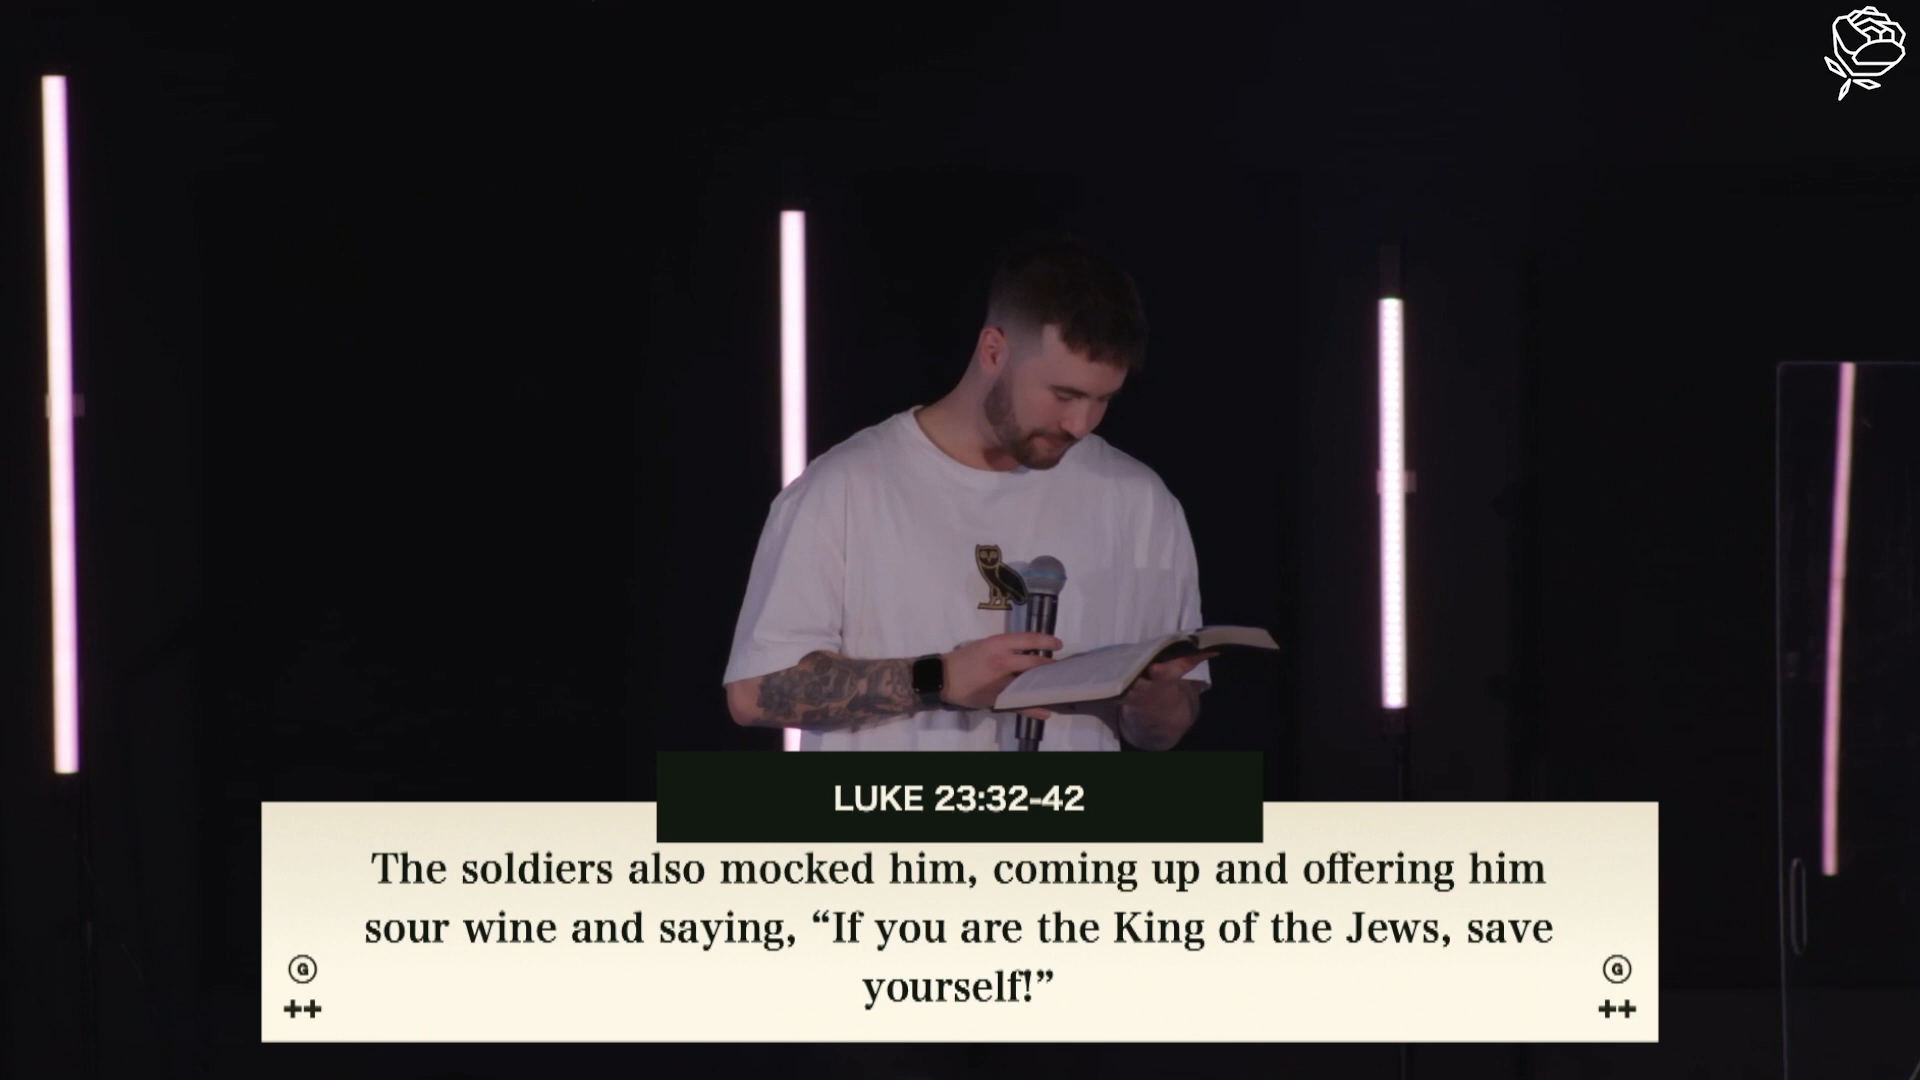 LUKE 23:32-42
The soldiers also mocked him, coming up and offering him
sour wine and saying, “If you are the King of the Jews, save
yourself!”
G
++
G
++